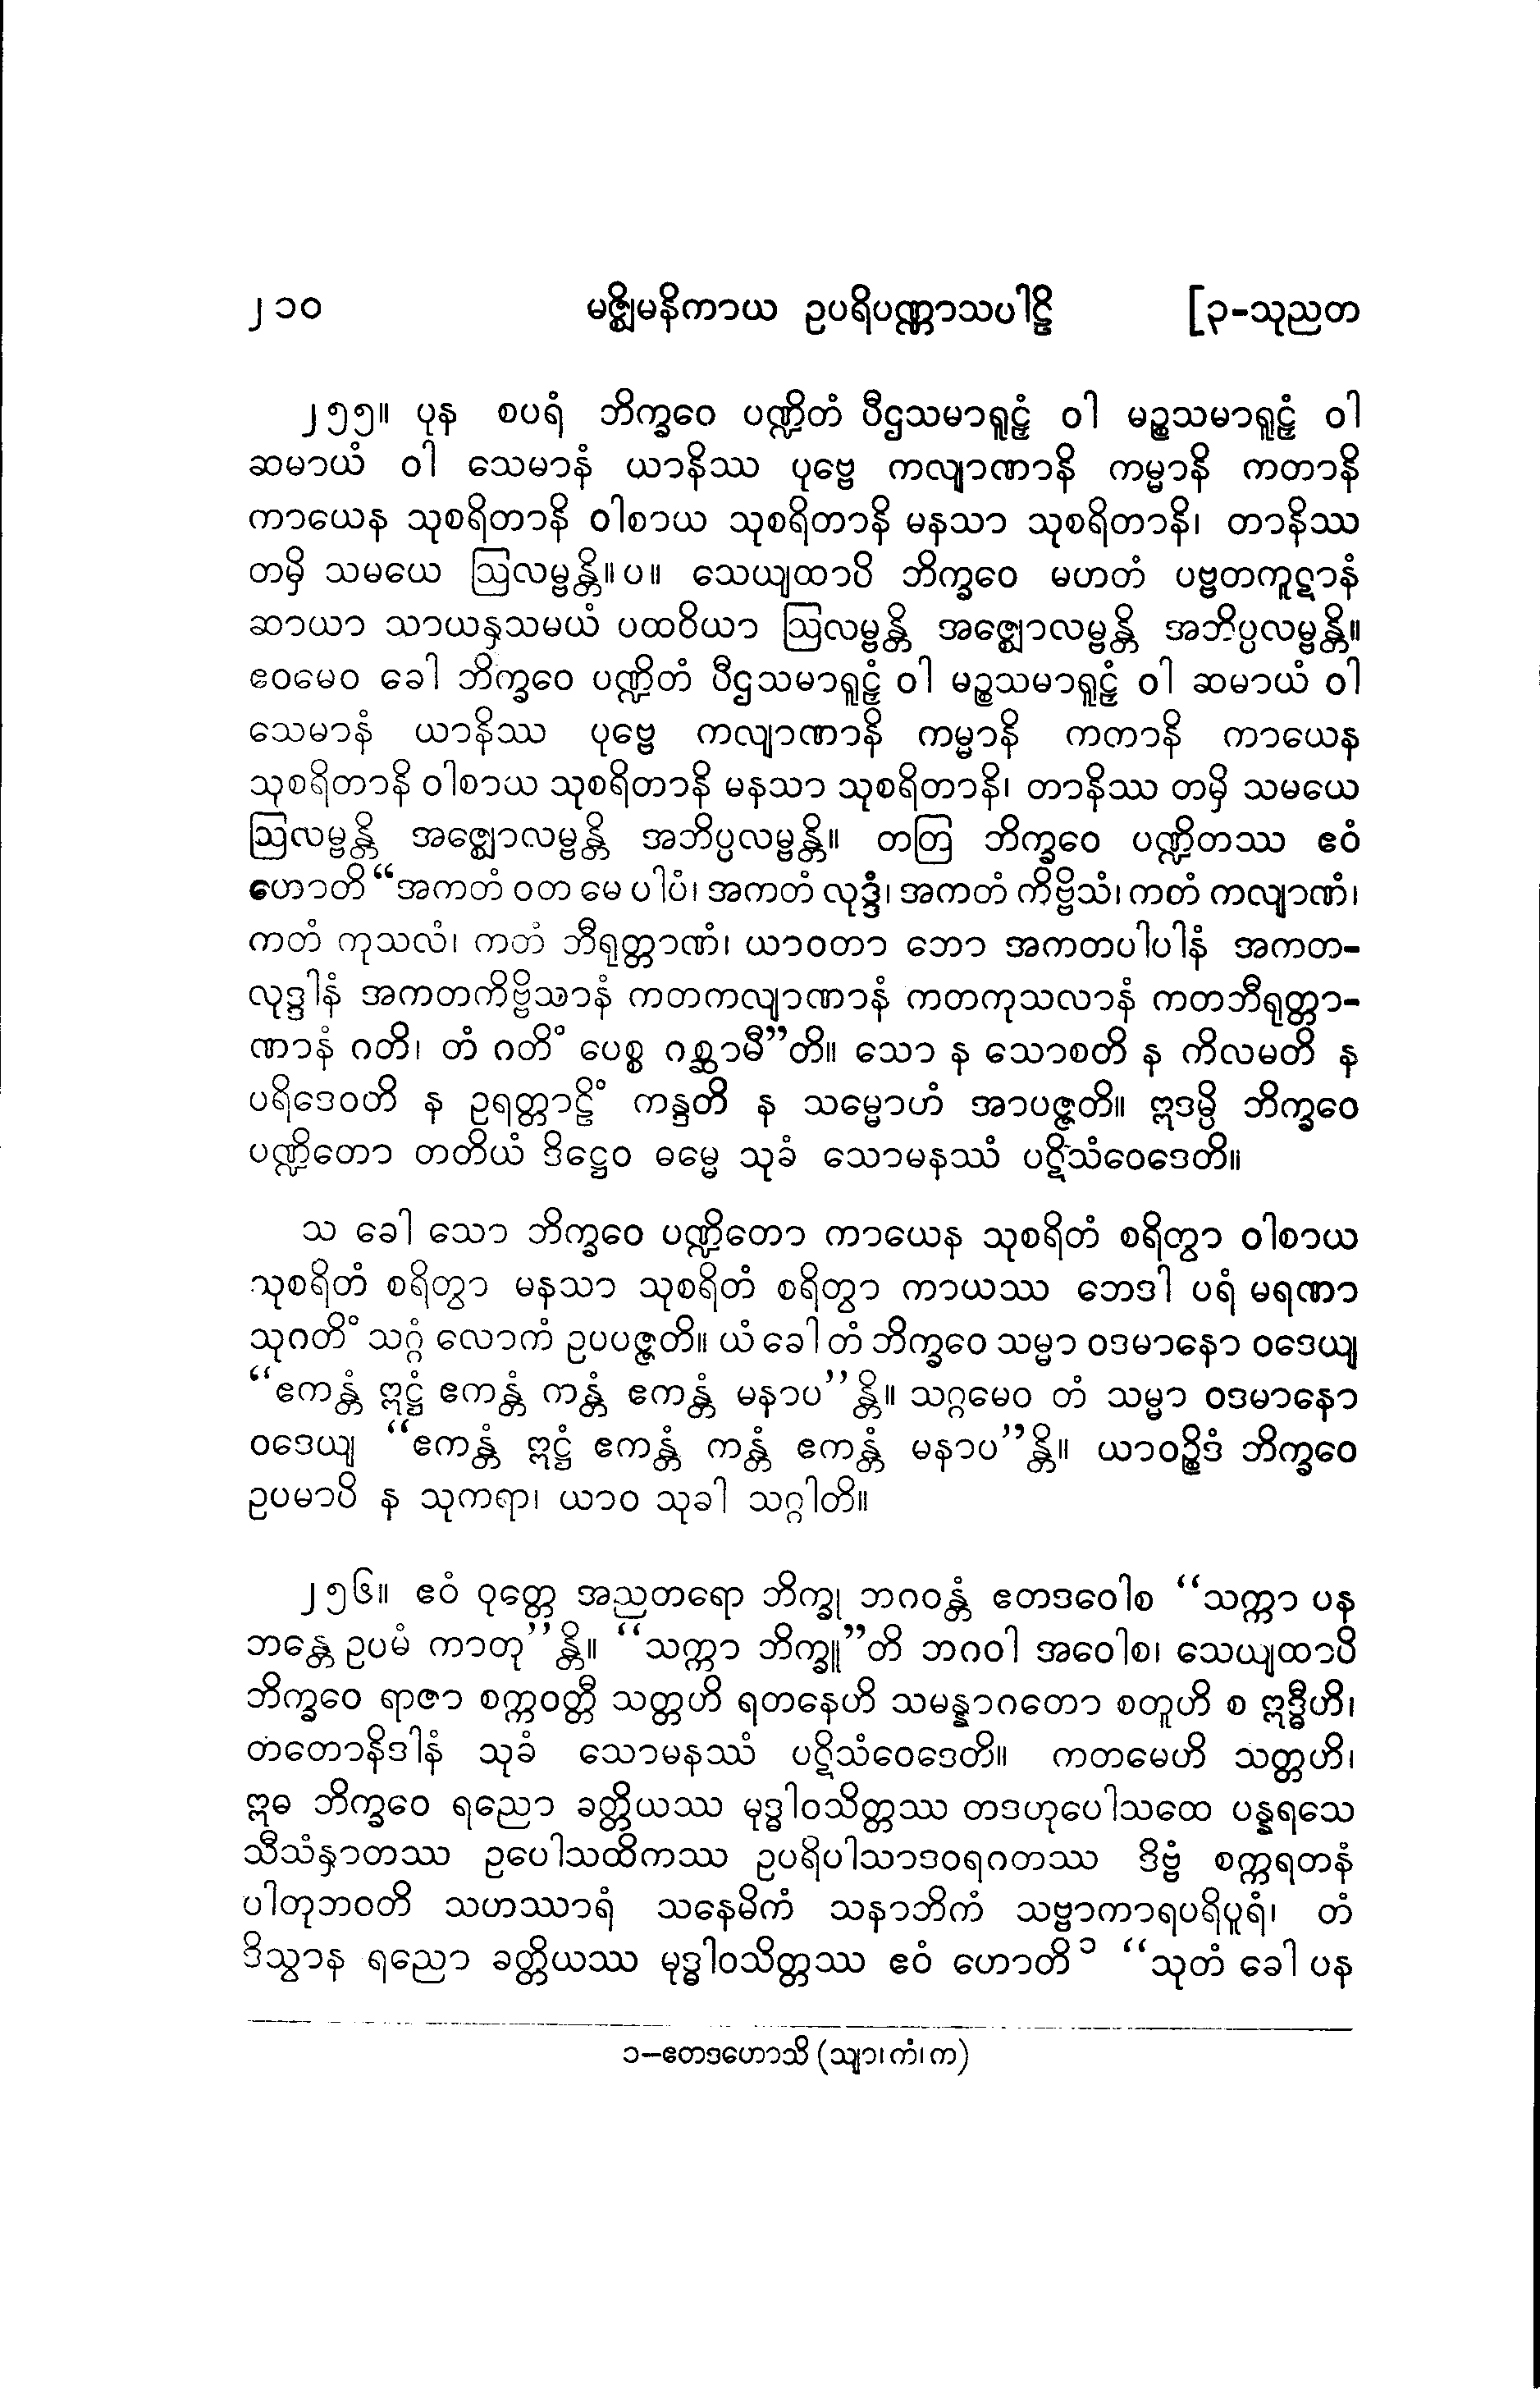 ၂၁၀ မဇ္ဈိမနိကာယ ဥပရိပဏ္ဏာသပါဠိ [၃-သုညတ
၂၅၅။ ပုန စပရံ ဘိက္ခဝေ ပဏ္ဍိတံ ပီဌသမာရူဠှံ ဝါ မဉ္စသမာရူဠှံ ဝါ
ဆမာယံ ဝါ သေမာနံ ယာနိဿ ပုဗ္ဗေ ကလျာဏာနိ ကမ္မာနိ ကတာနိ
ကာယေန သုစရိတာနိ ဝါစာယ သုစရိတာနိ မနသာ သုစရိတာနိ၊ တာနိဿ
တမှိ သမယေ ဩလမ္ဗန္တိ။ပ။ သေယျထာပိ ဘိက္ခဝေ မဟတံ ပဗ္ဗတကူဋာနံ
ဆာယာ သာယနှသမယံ ပထဝိယာ ဩလမ္ဗန္တိ အဇ္ဈောလမ္ဗန္တိ အဘိပ္ပလမ္ဗန္တိ။
ဧဝမေဝ ခေါ ဘိက္ခဝေ ပဏ္ဍိတံ ပီဌသမာရူဠှံ ဝါ မဉ္စသမာရူဠှံ ဝါ ဆမာယံ ဝါ
သေမာနံ ယာနိဿ ပုဗ္ဗေ ကလျာဏာနိ ကမ္မာနိ ကတာနိ ကာယေန
သုစရိတာနိ ဝါစာယ သုစရိတာနိ မနသာ သုစရိတာနိ၊ တာနိဿ တမှိ သမယေ
ဩလမ္ဗန္တိ အဇ္ဈောလမ္ဗန္တိ အဘိပ္ပလမ္ဗန္တိ။ တတြ ဘိက္ခဝေ ပဏ္ဍိတဿ ဧဝံ
ဟောတိ “အကတံ ဝတ မေ ပါပံ၊ အကတံ လုဒ္ဒံ၊ အကတံ ကိဗ္ဗိသံ၊ ကတံ ကလျာဏံ၊
ကတံ ကုသလံ၊ ကတံ ဘီရုတ္တာဏံ၊ ယာဝတာ ဘော အကတပါပါနံ အကတ-
လုဒ္ဒါနံ အကတကိဗ္ဗိသာနံ ကတကလျာဏာနံ ကတကုသလာနံ ကတဘီရုတ္တာ-
ဏာနံ ဂတိ၊ တံ ဂတိံ ပေစ္စ ဂစ္ဆာမီ”တိ။ သော န သောစတိ န ကိလမတိ န
ပရိဒေဝတိ န ဥရတ္တာဠိံ ကန္ဒတိ န သမ္မောဟံ အာပဇ္ဇတိ။ ဣဒမ္ပိ ဘိက္ခဝေ
ပဏ္ဍိတော တတိယံ ဒိဋ္ဌေဝ ဓမ္မေ သုခံ သောမနဿံ ပဋိသံဝေဒေတိ။
သ ခေါ သော ဘိက္ခဝေ ပဏ္ဍိတော ကာယေန သုစရိတံ စရိတွာ ဝါစာယ
သုစရိတံ စရိတွာ မနသာ သုစရိတံ စရိတွာ ကာယဿ ဘေဒါ ပရံ မရဏာ
သုဂတိံ သဂ္ဂံ လောကံ ဥပပဇ္ဇတိ။ ယံ ခေါ တံ ဘိက္ခဝေ သမ္မာ ဝဒမာနော ဝဒေယျ
“ဧကန္တံ ဣဋ္ဌံ ဧကန္တံ ကန္တံ ဧကန္တံ မနာပ”န္တိ။ သဂ္ဂမေဝ တံ သမ္မာ ဝဒမာနော
ဝဒေယျ “ဧကန္တံ ဣဋ္ဌံ ဧကန္တံ ကန္တံ ဧကန္တံ မနာပ”န္တိ။ ယာဝဉ္စိဒံ ဘိက္ခဝေ
ဥပမာပိ န သုကရာ၊ ယာဝ သုခါ သဂ္ဂါတိ။
၂၅၆။ ဧဝံ ဝုတ္တေ အညတရော ဘိက္ခု ဘဂဝန္တံ ဧတဒဝေါစ “သက္ကာ ပန
ဘန္တေ ဥပမံ ကာတု”န္တိ။ “သက္ကာ ဘိက္ခူ”တိ ဘဂဝါ အဝေါစ၊ သေယျထာပိ
ဘိက္ခဝေ ရာဇာ စက္ကဝတ္တီ သတ္တဟိ ရတနေဟိ သမန္နာဂတော စတူဟိ စ ဣဒ္ဓီဟိ၊
တတောနိဒါနံ သုခံ သောမနဿံ ပဋိသံဝေဒေတိ။ ကတမေဟိ သတ္တဟိ၊
ဣဓ ဘိက္ခဝေ ရညော ခတ္တိယဿ မုဒ္ဓါဝသိတ္တဿ တဒဟုပေါသထေ ပန္နရသေ
သီသံနှာတဿ ဥပေါသထိကဿ ဥပရိပါသာဒဝရဂတဿ ဒိဗ္ဗံ စက္ကရတနံ
ပါတုဘဝတိ သဟဿာရံ သနေမိကံ သနာဘိကံ သဗ္ဗာကာရပရိပူရံ၊ တံ
ဒိသွာန ရညော ခတ္တိယဿ မုဒ္ဓါဝသိတ္တဿ ဧဝံ ဟောတိ ၁ “သုတံ ခေါ ပန
၁–ဧတဒဟောသိ (သျာ၊ကံ၊က)